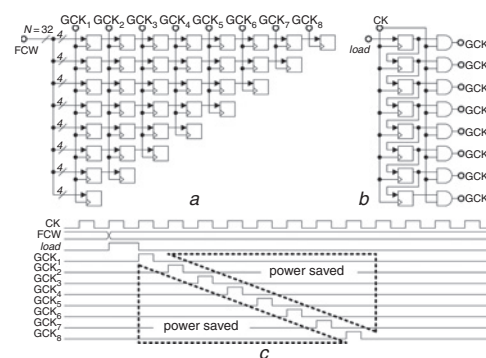 GCK1 GCK2 GCK3 GCK4 GCK5 GCK6 GCK7 GCK8
N=32
FCW
4
4
4
4
4
4
4
4
a
CK
load
GCK
GCK
GCK
GCK
GCK
GCK
GCK
GCK
b
CK
FCW
load
GCK1
GCK2
GCK3
GCK4
GCK5
GCK6
GCK7
GCK8
power saved
power saved
c